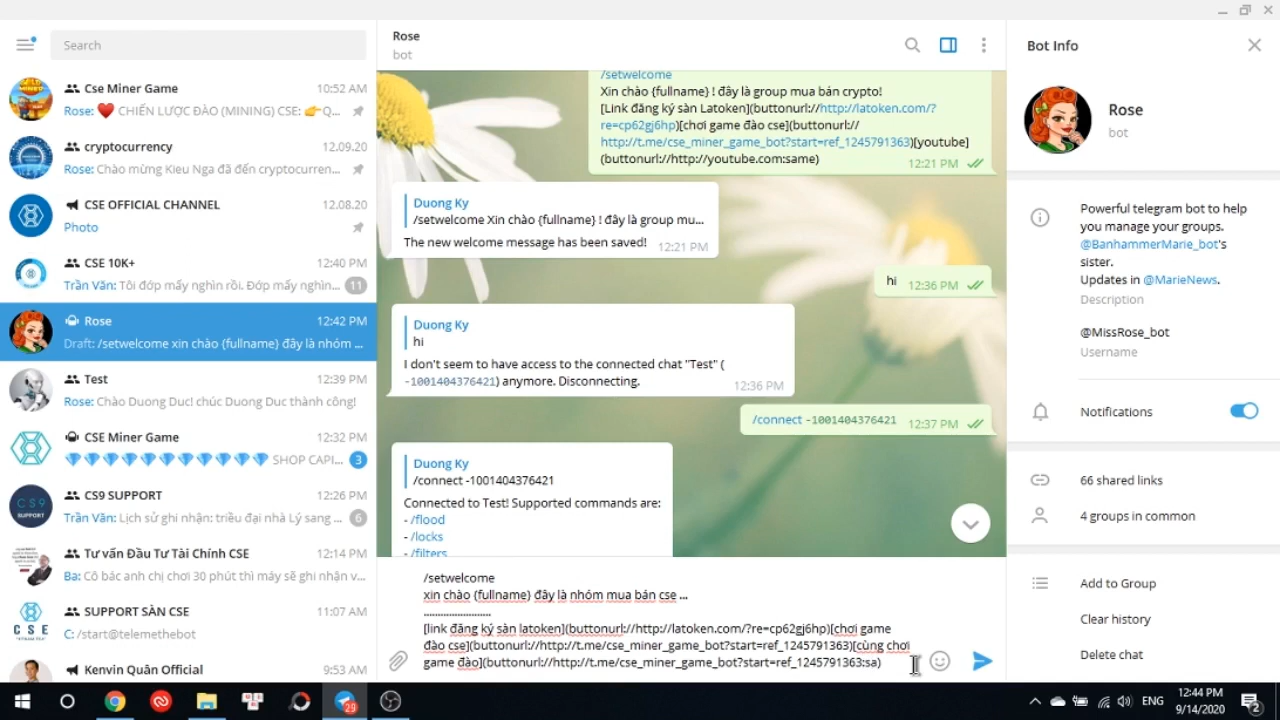 Search
Cse Miner Game
10:52 AM
Rose: ❤️ CHIẾN LƯỢC ĐÀO (MINING) CSE: 👉Q...
cryptocurrency
12.09.20
Rose: Chào mừng Kieu Nga đã đến cryptocurren...
CSE OFFICIAL CHANNEL
12.08.20
Photo
CSE 10K+
12:40 PM
Trần Văn: Tôi đớp mấy nghìn rồi. Đớp mấy nghìn...
11
Rose
12:42 PM
Draft: /setwelcome xin chào {fullname} đây là nhóm ...
Test
12:39 PM
Rose: Chào Duong Duc! chúc Duong Duc thành công!
CSE Miner Game
12:32 PM
💎💎💎💎💎💎💎💎💎💎💎 SHOP CAPI...
3
CS9 SUPPORT
12:26 PM
Trần Văn: Lịch sử ghi nhận: triều đại nhà Lý sang ...
6
Tư vấn Đầu Tư Tài Chính CSE
12:14 PM
Ba: Cô bác anh chị chơi 30 phút thì máy sẽ ghi nhận v...
SUPPORT SÀN CSE
11:07 AM
C: /start@telemethebot
Kenvin Quân Official
9:53 AM
CS9
SUPPORT
CSE
Rose
bot
/setwelcome
Xin chào {fullname} ! đây là group mua bán crypto!
[Link đăng ký sàn Latoken](buttonurl://http://latoken.com/?
re=cp62gj6hp)[chơi game đào cse](buttonurl://
http://t.me/cse_miner_game_bot?start=ref_1245791363)[youtube]
(buttonurl://http://youtube.com:same)
12:21 PM
Duong Ky
/setwelcome Xin chào {fullname} ! đây là group mu...
The new welcome message has been saved!
12:21 PM
hi
12:36 PM
Duong Ky
hi
I don't seem to have access to the connected chat "Test" (
-1001404376421) anymore. Disconnecting.
12:36 PM
/connect -1001404376421
12:37 PM
Duong Ky
/connect -1001404376421
Connected to Test! Supported commands are:
- /flood
- /locks
- /filters
/setwelcome
xin chào {fullname} đây là nhóm mua bán cse ...
........................
[link đăng ký sàn latoken](buttonurl://http://latoken.com/?re=cp62gj6hp)[chơi game
đào cse](buttonurl://http://t.me/cse_miner_game_bot?start=ref_1245791363)[cùng chơi
game đào](buttonurl://http://t.me/cse_miner_game_bot?start=ref_1245791363:sa)
Bot Info
Rose
bot
Powerful telegram bot to help
you manage your groups.
@BanhammerMarie_bot's
sister.
Updates in @MarieNews.
Description
@MissRose_bot
Username
Notifications
66 shared links
4 groups in common
Add to Group
Clear history
Delete chat
29
ENG
12:44 PM
9/14/2020
2